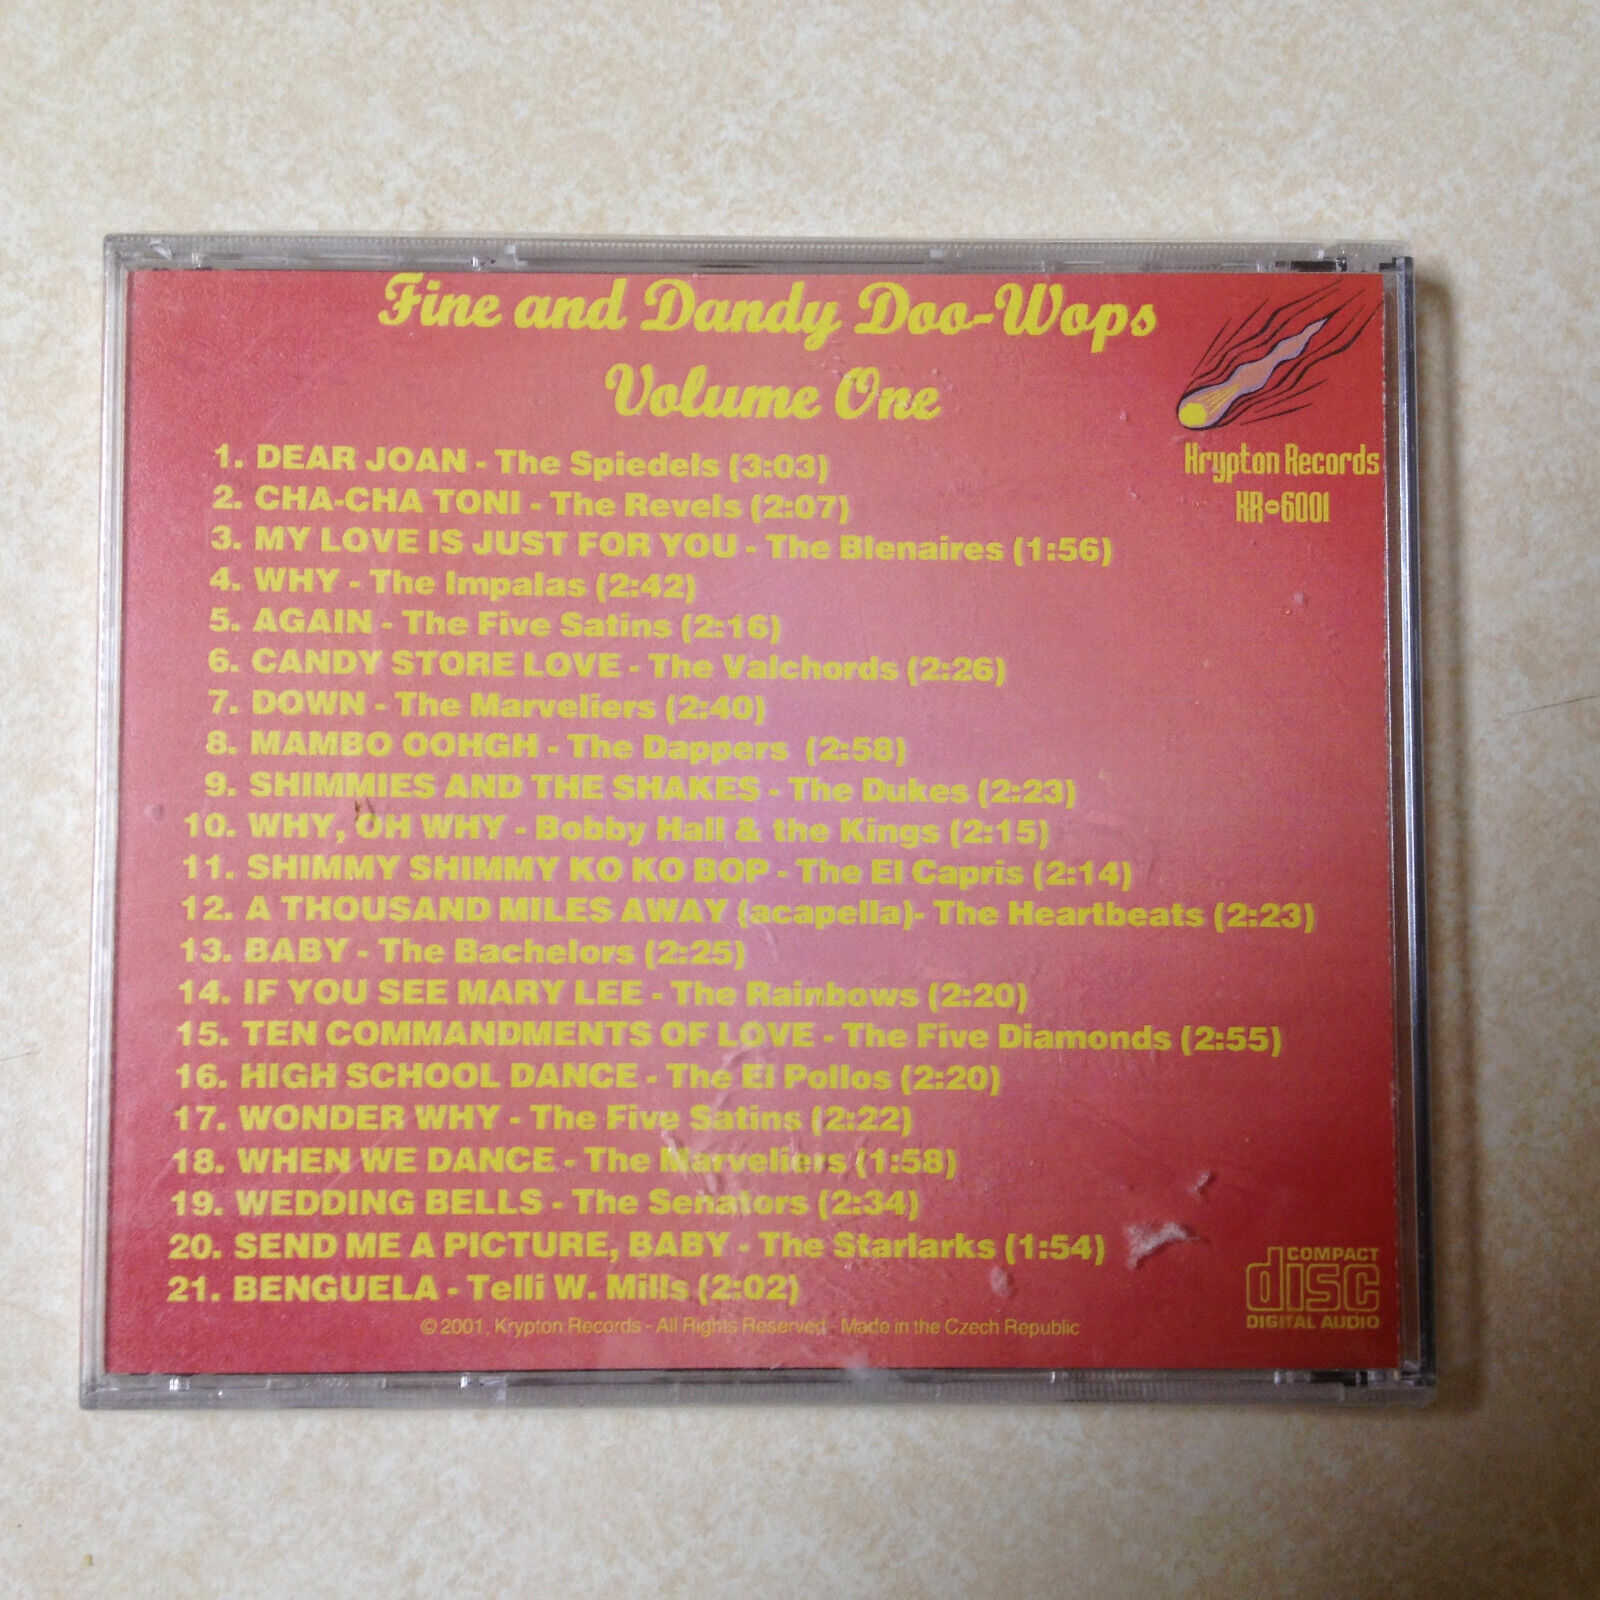 Fine and Dandy Doo-Wops
Volume One
Krypton Records
KR-6001
1. DEAR JOAN - The Spiedels (3:03)
2. CHA-CHA TONI - The Revels (2:07)
3. MY LOVE IS JUST FOR YOU - The Blenaires (1:56)
4. WHY - The Impalas (2:42)
5. AGAIN - The Five Satins (2:16)
6. CANDY STORE LOVE - The Valchords (2:26)
7. DOWN - The Marveliers (2:40)
8. MAMBO OOHGH - The Dappers (2:58)
9. SHIMMIES AND THE SHAKES - The Dukes (2:23)
10. WHY, OH WHY - Bobby Hall & the Kings (2:15)
11. SHIMMY SHIMMY KO KO BOP - The El Capris (2:14)
12. A THOUSAND MILES AWAY (acapella)- The Heartbeats (2:23)
13. BABY - The Bachelors (2:25)
14. IF YOU SEE MARY LEE - The Rainbows (2:20)
15. TEN COMMANDMENTS OF LOVE - The Five Diamonds (2:55)
16. HIGH SCHOOL DANCE - The El Pollos (2:20)
17. WONDER WHY - The Five Satins (2:22)
18. WHEN WE DANCE - The Marveliers (1:58)
19. WEDDING BELLS - The Senators (2:34)
20. SEND ME A PICTURE, BABY - The Starlarks (1:54)
21. BENGUELA - Telli W. Mills (2:02)
© 2001, Krypton Records - All Rights Reserved - Made in the Czech Republic
COMPACT
disc
DIGITAL AUDIO